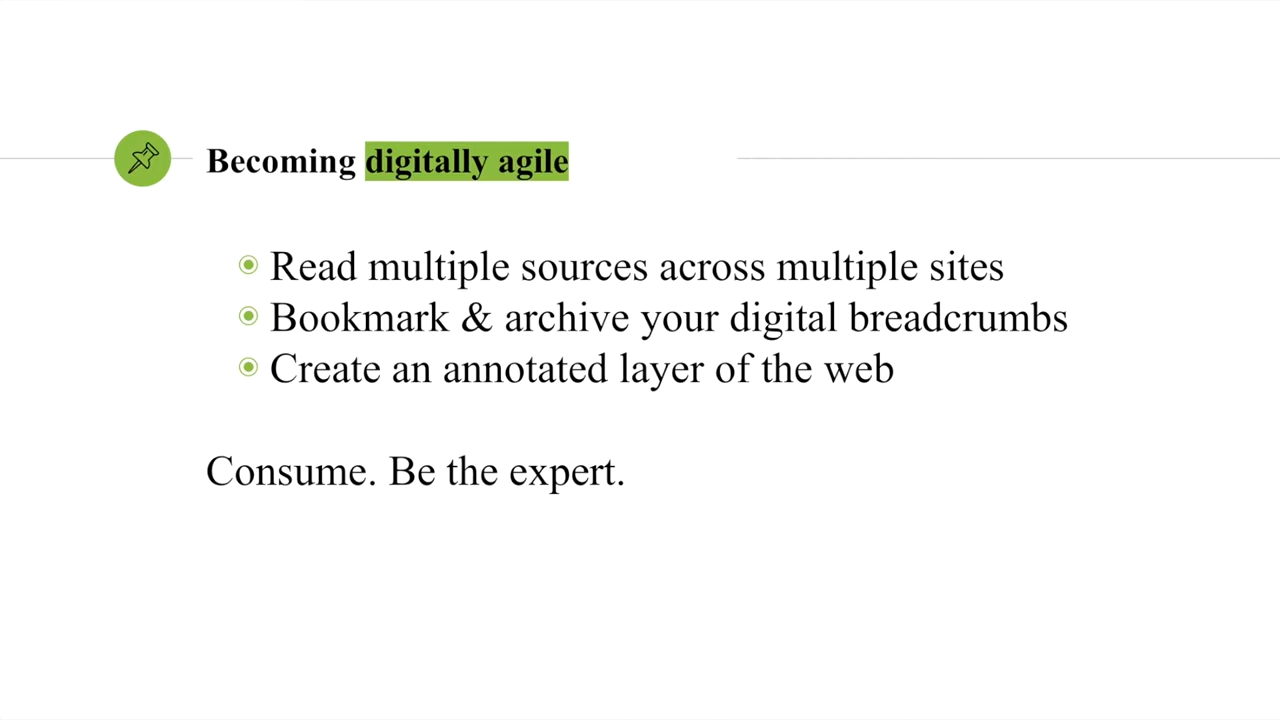 Becoming digitally agile
Read multiple sources across multiple sites
Bookmark & archive your digital breadcrumbs
Create an annotated layer of the web
Consume. Be the expert.